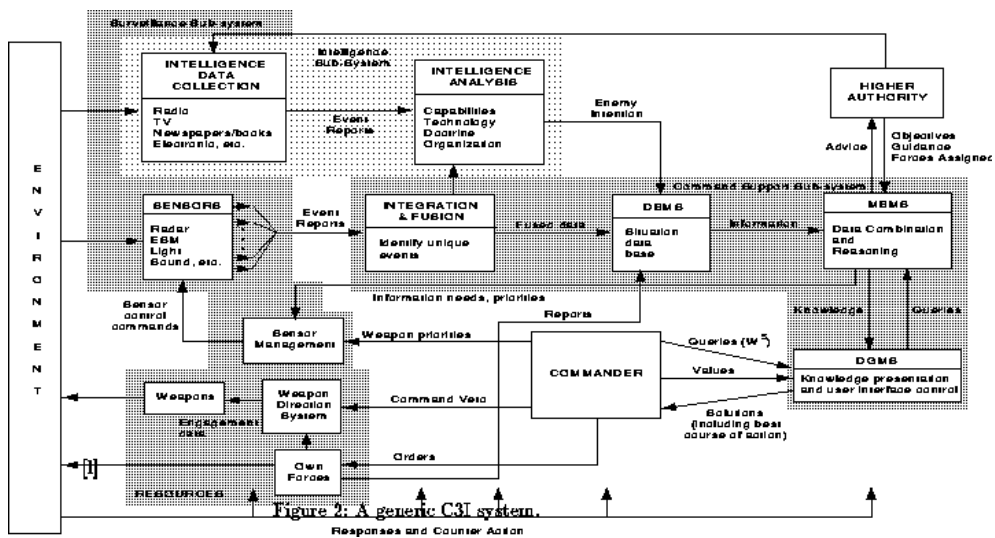 Surveillance Sub-system
Intelligence
Sub-System
INTELLIGENCE
DATA
COLLECTION
Radio
TV
Newspapers/books
Electronic, etc.
Event
Reports
INTELLIGENCE
ANALYSIS
Capabilities
Technology
Doctrine
Organization
Enemy
Intention
HIGHER
AUTHORITY
Advice
Objectives
Guidance
Forces Assigned
ENVIRONMENT
Command Support Sub-system
SENSORS
Radar
ESM
Light
Sound, etc.
Event
Reports
INTEGRATION
& FUSION
Identify unique
events
Fused data
DBMS
Situation
data
base
Information
MBMS
Data Combination
and
Reasoning
Information needs, priorities
Sensor
control
commands
Reports
Knowledge
Queries
Sensor
Management
Weapon priorities
COMMANDER
Queries (W⁵)
Values
DGMS
Knowledge presentation
and user interface control
Weapons
Engagement
data
Weapon
Direction
System
Command Veto
Solutions
(including best
course of action)
[1]
Own
Forces
Orders
RESOURCES
Figure 2: A generic C3I system.
Responses and Counter Action